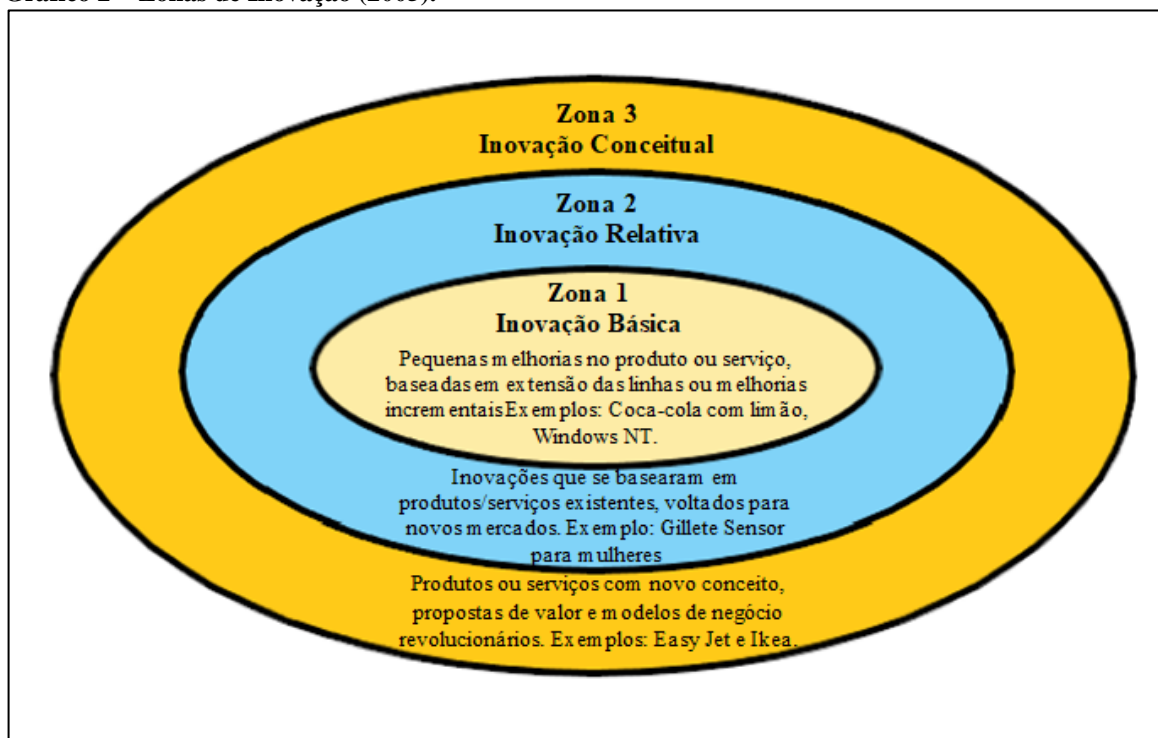 Zona 3
Inovação Conceitual
Zona 2
Inovação Relativa
Zona 1
Inovação Básica
Pequenas melhorias no produto ou serviço,
baseadas em extensão das linhas ou melhorias
incrementaisExemplos: Coca-cola com limão,
Windows NT.
Inovações que se basearam em
produtos/serviços existentes, voltados para
novos mercados. Exemplo: Gillete Sensor
para mulheres
Produtos ou serviços com novo conceito,
propostas de valor e modelos de negócio
revolucionários. Exemplos: Easy Jet e Ikea.